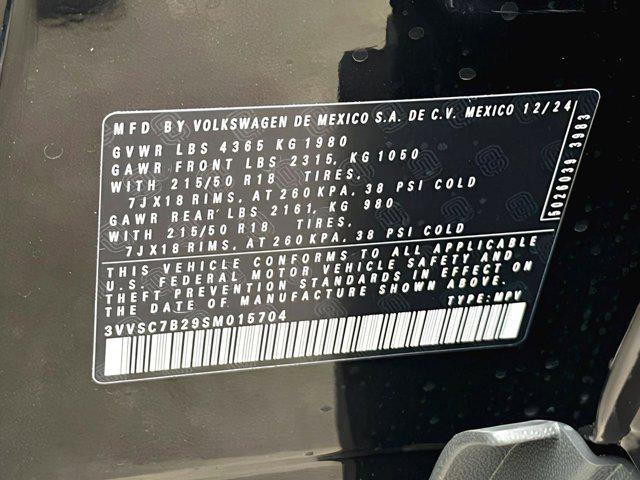 MFD BY VOLKSWAGEN DE MEXICO S.A. DE C.V. MEXICO 12/24
GVWR LBS 4365 KG 1980
GAWR FRONT LBS 2315, KG 1050
WITH 215/50 R18 TIRES,
7JX18 RIMS, AT 260 KPA, 38 PSI COLD
GAWR REAR LBS 2161, KG 980
WITH 215/50 R18 TIRES,
7JX18 RIMS, AT 260 KPA, 38 PSI COLD
5026039 3983
THIS VEHICLE CONFORMS TO ALL APPLICABLE
U.S. FEDERAL MOTOR VEHICLE SAFETY AND
THEFT PREVENTION STANDARDS IN EFFECT ON
THE DATE OF MANUFACTURE SHOWN ABOVE.
TYPE: MPV
3VVSC7B29SM015704